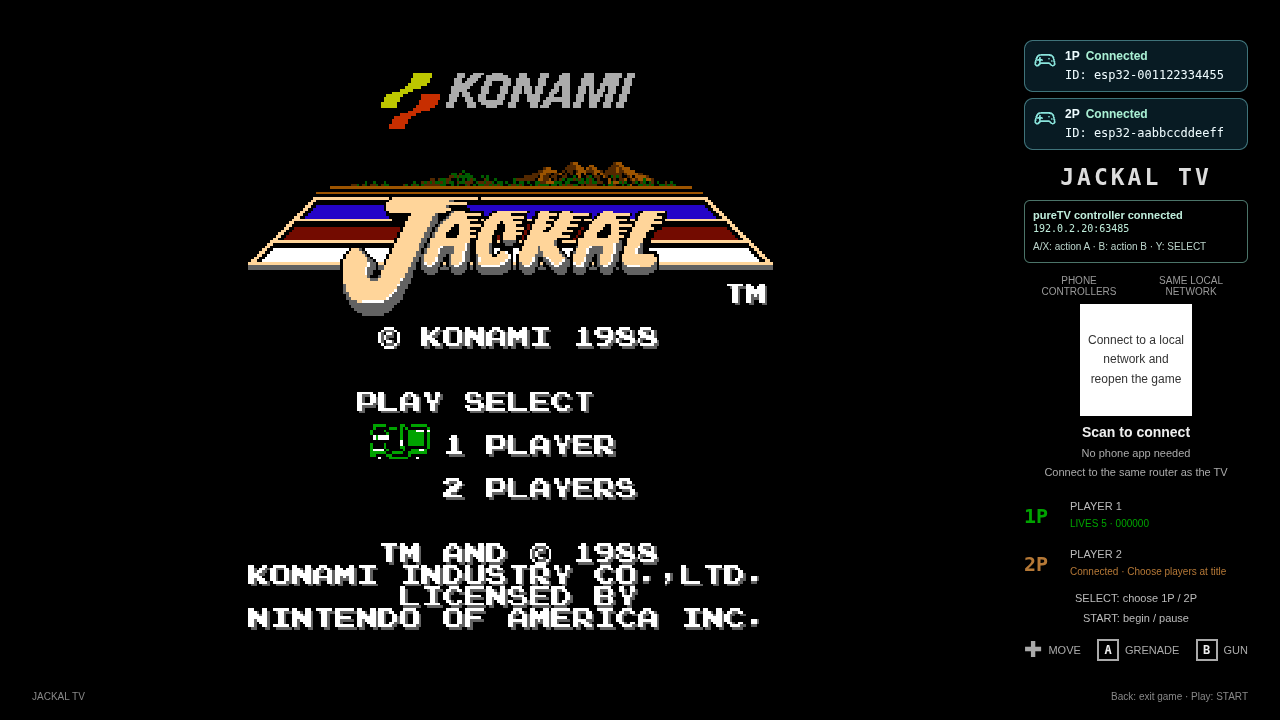 KONAMI
JACKAL
TM
© KONAMI 1988
PLAY SELECT
1 PLAYER
2 PLAYERS
TM AND © 1988
KONAMI INDUSTRY CO.,LTD.
LICENSED BY
NINTENDO OF AMERICA INC.
JACKAL TV
1P Connected
ID: esp32-001122334455
2P Connected
ID: esp32-aabbccddeeff
JACKAL TV
pureTV controller connected
192.0.2.20:63485
A/X: action A · B: action B · Y: SELECT
PHONE CONTROLLERS
SAME LOCAL NETWORK
Connect to a local
network and
reopen the game
Scan to connect
No phone app needed
Connect to the same router as the TV
1P
PLAYER 1
LIVES 5 · 000000
2P
PLAYER 2
Connected · Choose players at title
SELECT: choose 1P / 2P
START: begin / pause
MOVE A GRENADE B GUN
Back: exit game · Play: START